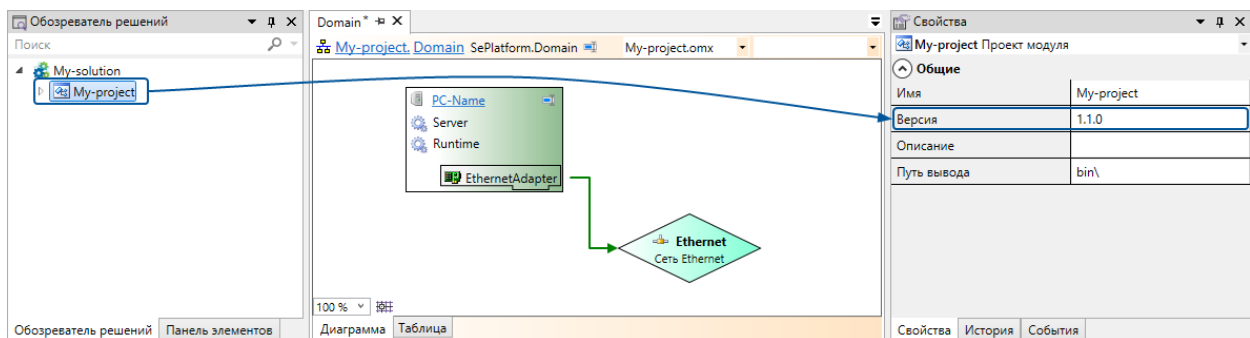 Обозреватель решений
Поиск
My-solution
My-project
Обозреватель решений Панель элементов
Domain*
My-project. Domain SePlatform.Domain My-project.omx
PC-Name
Server
Runtime
EthernetAdapter
Ethernet
Сеть Ethernet
100 %
Диаграмма Таблица
Свойства
My-project Проект модуля
Общие
Имя My-project
Версия 1.1.0
Описание
Путь вывода bin\
Свойства История События